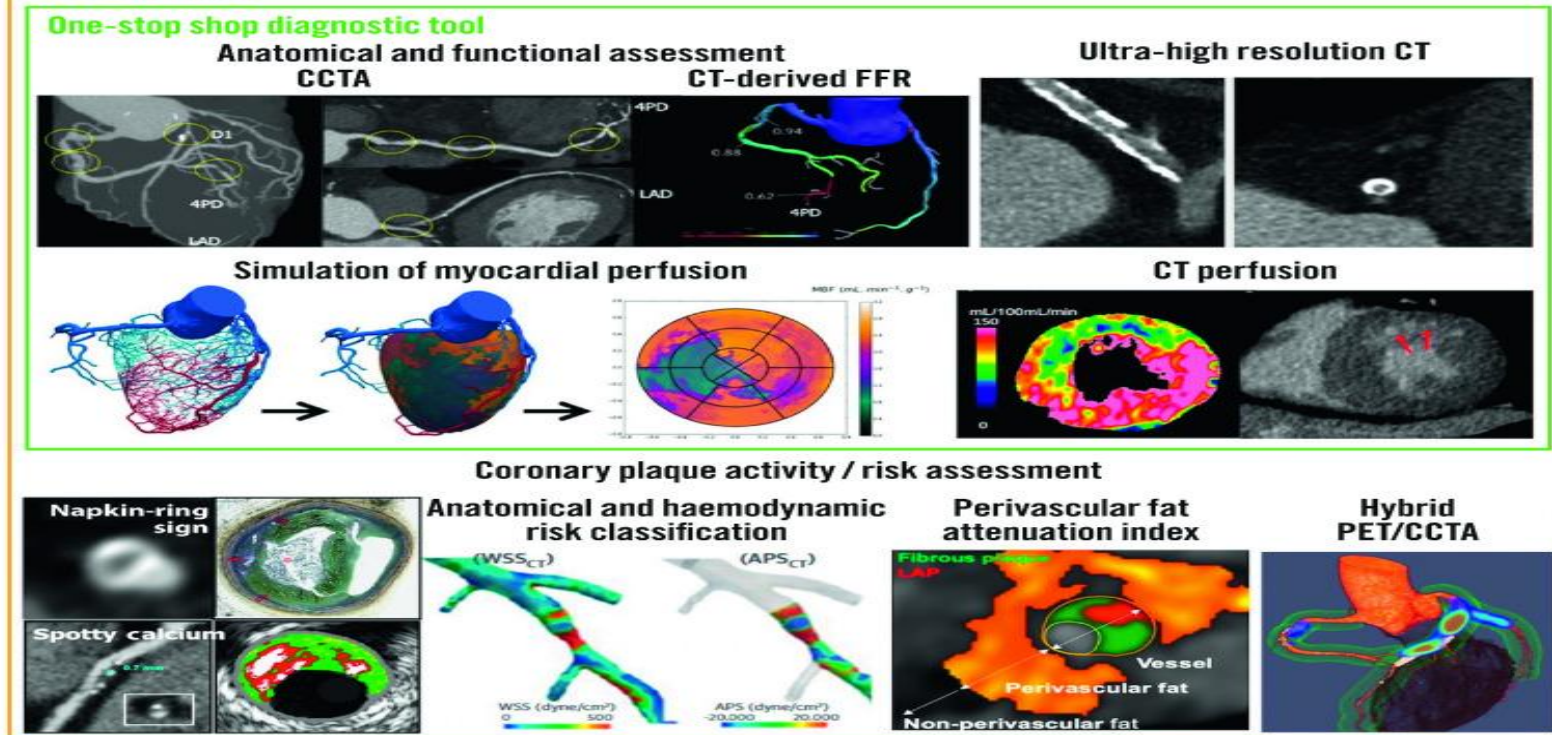 One-stop shop diagnostic tool
Anatomical and functional assessment
CCTA
CT-derived FFR
Ultra-high resolution CT
D1
4PD
LAD
4PD
LAD
0.94
0.88
0.62
4PD
Simulation of myocardial perfusion
CT perfusion
MBF (mL. min⁻¹. g⁻¹)
mL/100mL/min
150
0
Coronary plaque activity / risk assessment
Napkin-ring
sign
Spotty calcium
0.7 mm
Anatomical and haemodynamic
risk classification
(WSSCT)
(APSCT)
WSS (dyne/cm²)
0
500
APS (dyne/cm²)
-20.000
20.000
Perivascular fat
attenuation index
Fibrous plaque
LAP
Vessel
Perivascular fat
Non-perivascular fat
Hybrid
PET/CCTA